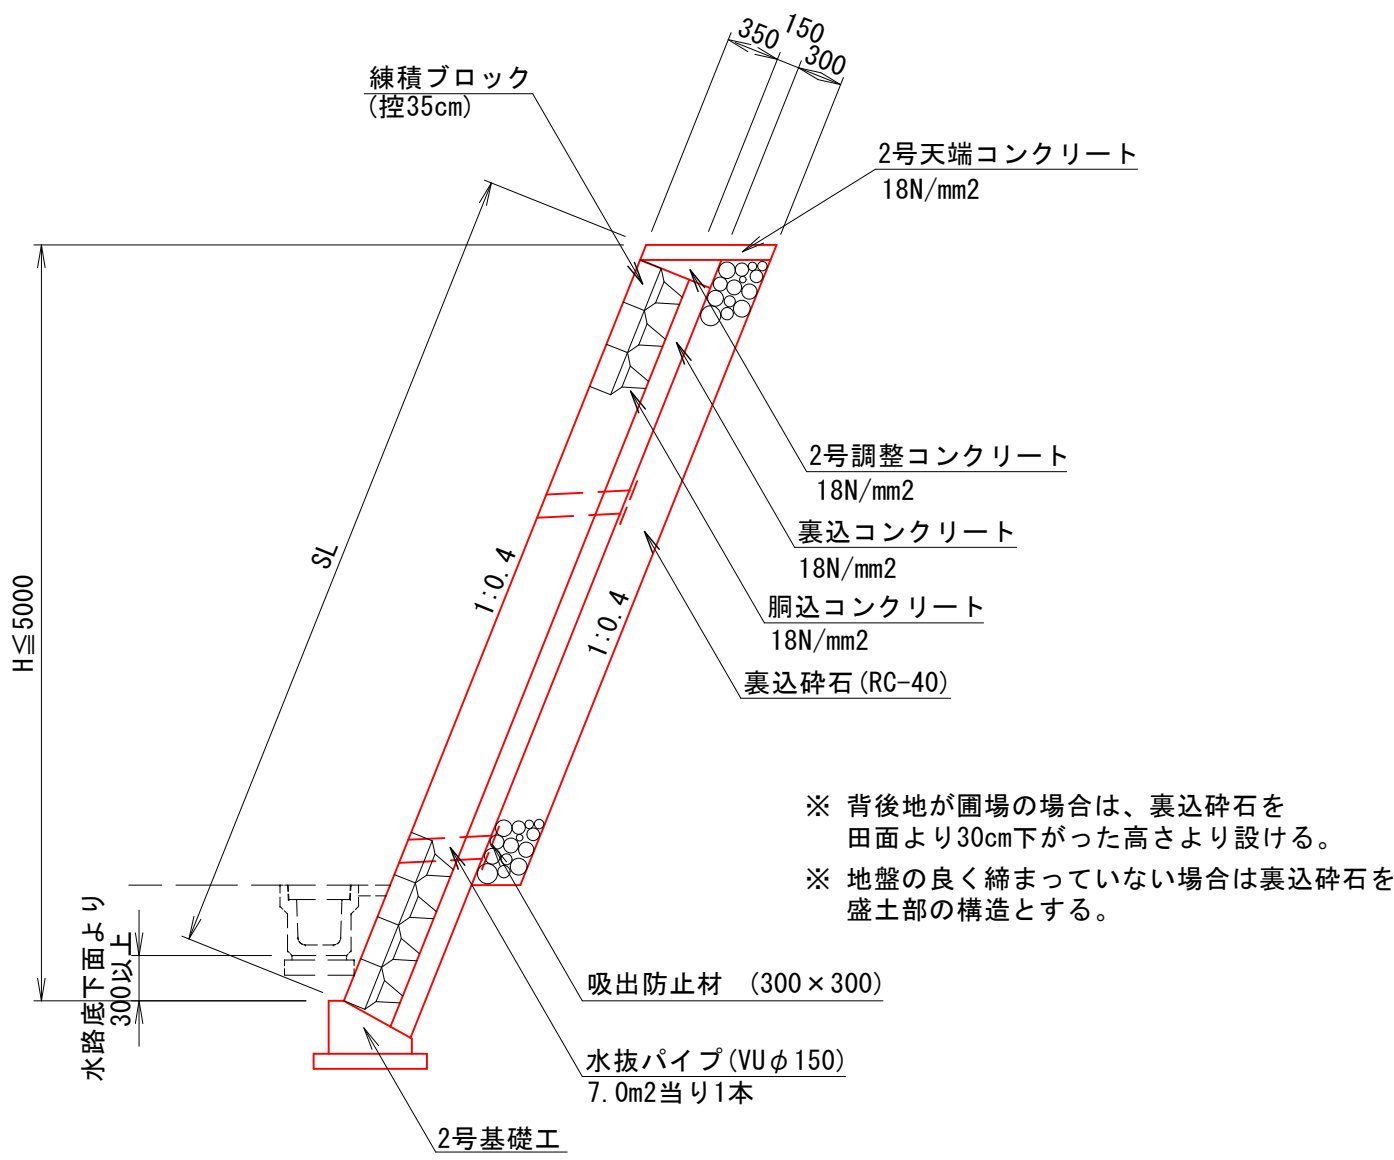 350
150
300
練積ブロック
(控35cm)
2号天端コンクリート
18N/mm2
2号調整コンクリート
18N/mm2
裏込コンクリート
18N/mm2
胴込コンクリート
18N/mm2
裏込砕石(RC-40)
SL
1:0.4
1:0.4
H≦5000
※ 背後地が圃場の場合は、裏込砕石を
田面より30cm下がった高さより設ける。
※ 地盤の良く締まっていない場合は裏込砕石を
盛土部の構造とする。
水路底下面より
300以上
吸出防止材 (300×300)
水抜パイプ(VUφ150)
7.0m2当り1本
2号基礎工